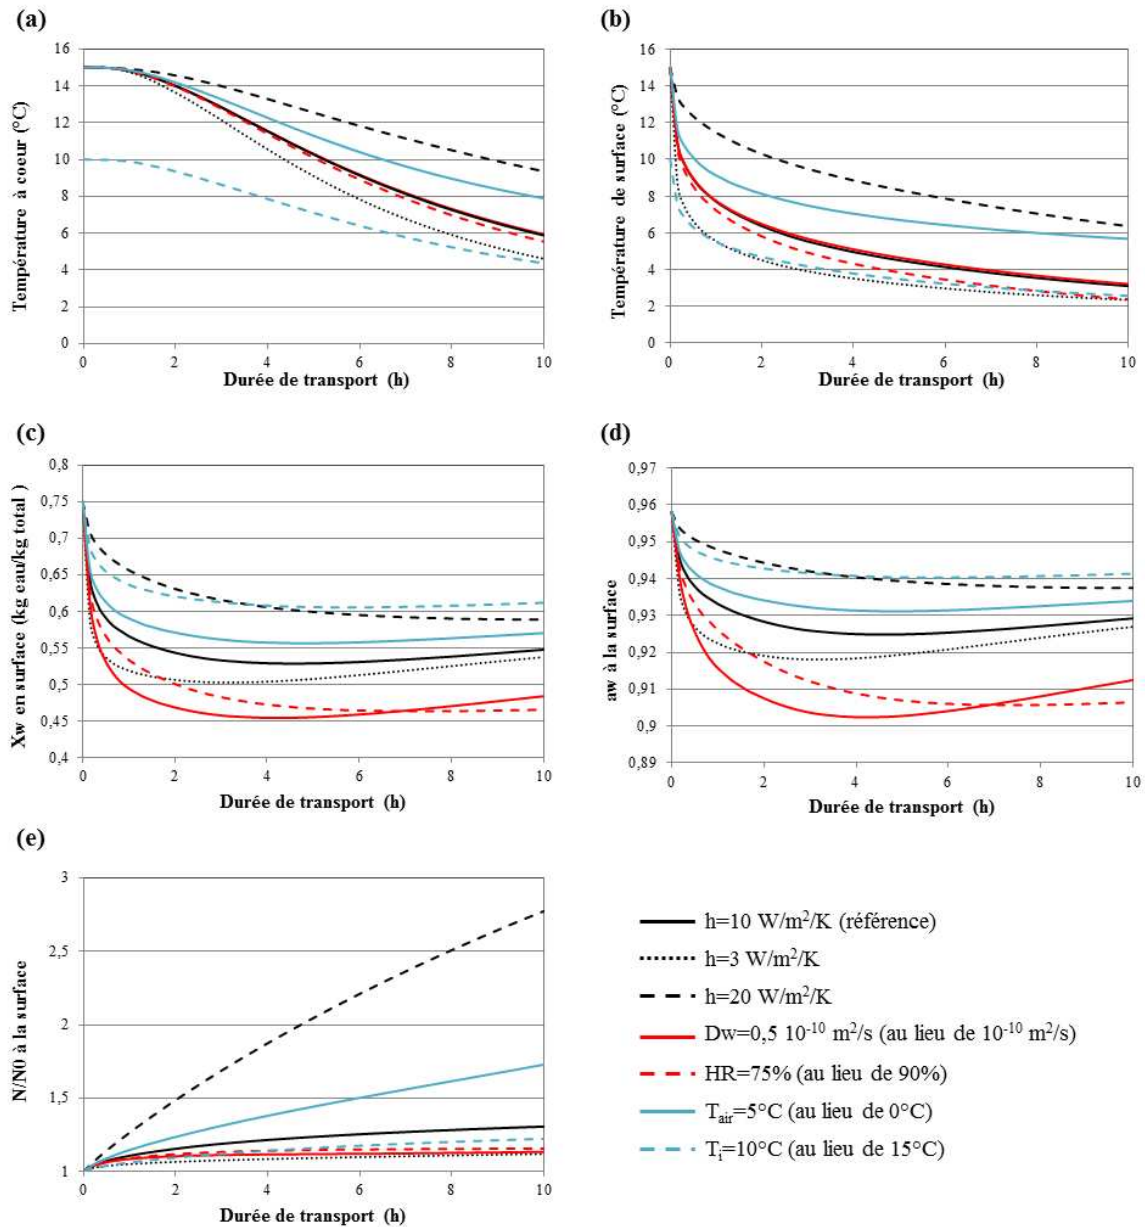 (a)
16
14
12
10
8
6
4
2
0
Température à coeur (°C)
0 2 4 6 8 10
Durée de transport (h)
(b)
16
14
12
10
8
6
4
2
0
Température de surface (°C)
0 2 4 6 8 10
Durée de transport (h)
(c)
0,8
0,75
0,7
0,65
0,6
0,55
0,5
0,45
0,4
Xw en surface (kg eau/kg total )
0 2 4 6 8 10
Durée de transport (h)
(d)
0,97
0,96
0,95
0,94
0,93
0,92
0,91
0,9
0,89
aw à la surface
0 2 4 6 8 10
Durée de transport (h)
(e)
3
2,5
2
1,5
1
N/N0 à la surface
0 2 4 6 8 10
Durée de transport (h)
h=10 W/m²/K (référence)
h=3 W/m²/K
h=20 W/m²/K
Dw=0,5 10⁻¹⁰ m²/s (au lieu de 10⁻¹⁰ m²/s)
HR=75% (au lieu de 90%)
Tair=5°C (au lieu de 0°C)
Ti=10°C (au lieu de 15°C)